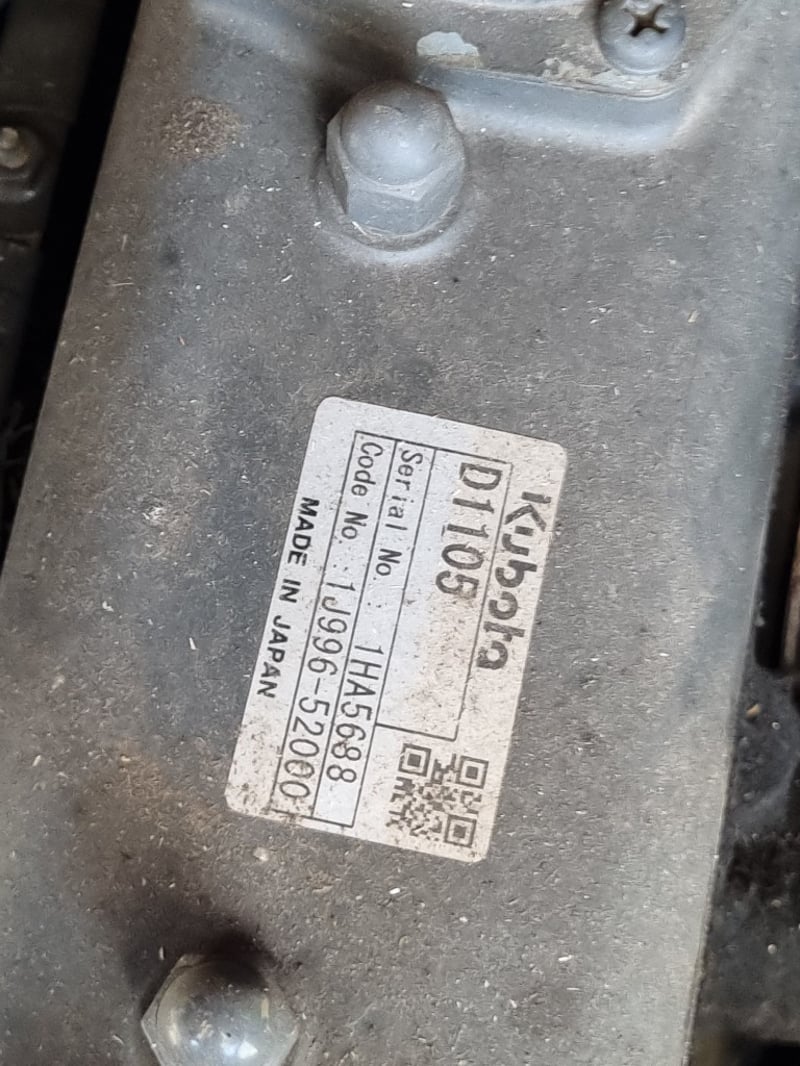 Kubota
D1105
Serial No. 1HA5688
Code No. 1J996-52000
MADE IN JAPAN